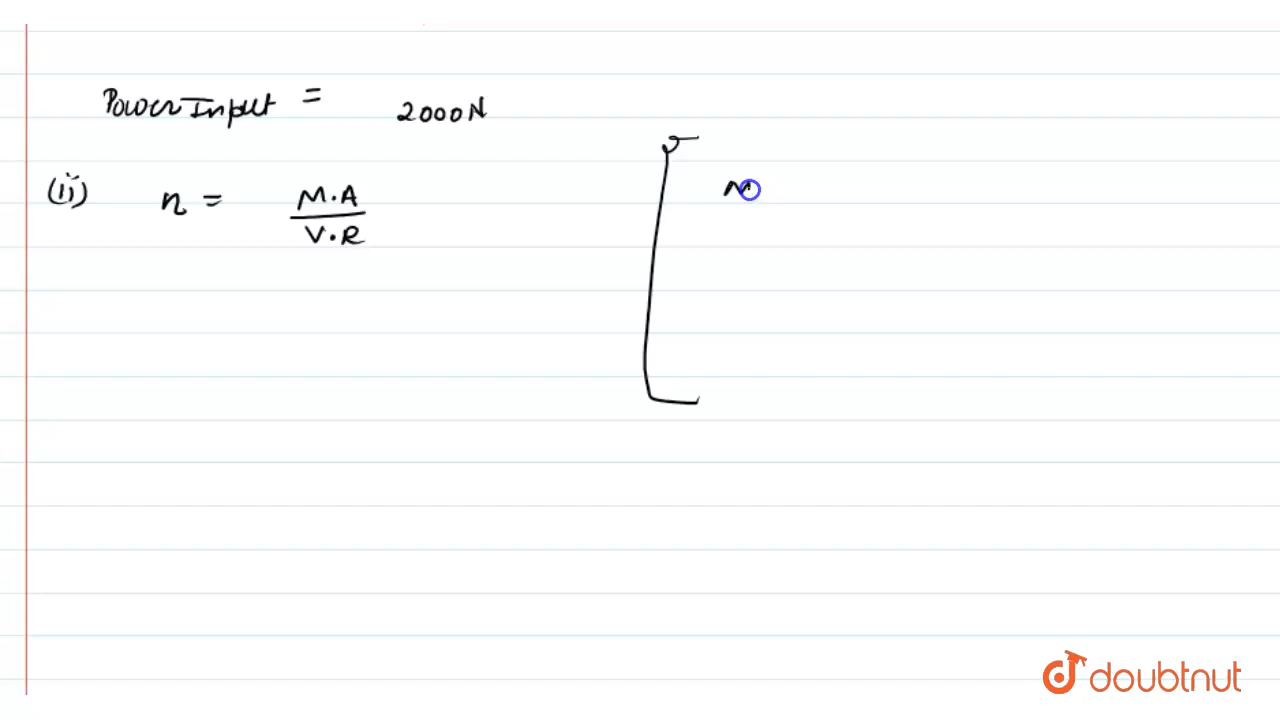 Power Input =
2000N
(ii) n = M.A
V.R
M
doubtnut